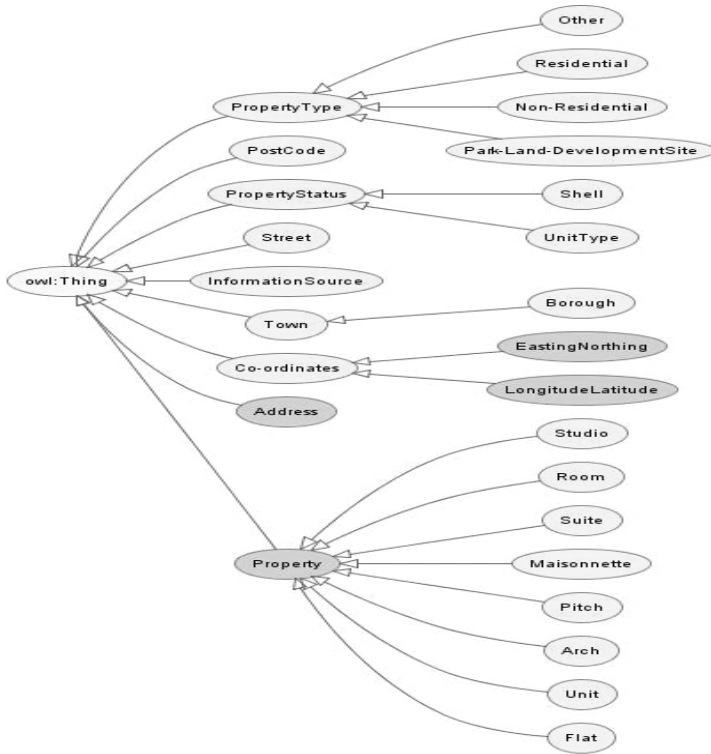 Other
Residential
PropertyType
Non-Residential
PostCode
Park-Land-DevelopmentSite
PropertyStatus
Shell
Street
UnitType
owl:Thing
InformationSource
Town
Borough
Co-ordinates
EastingNorthing
LongitudeLatitude
Address
Studio
Room
Suite
Property
Maisonnette
Pitch
Arch
Unit
Flat